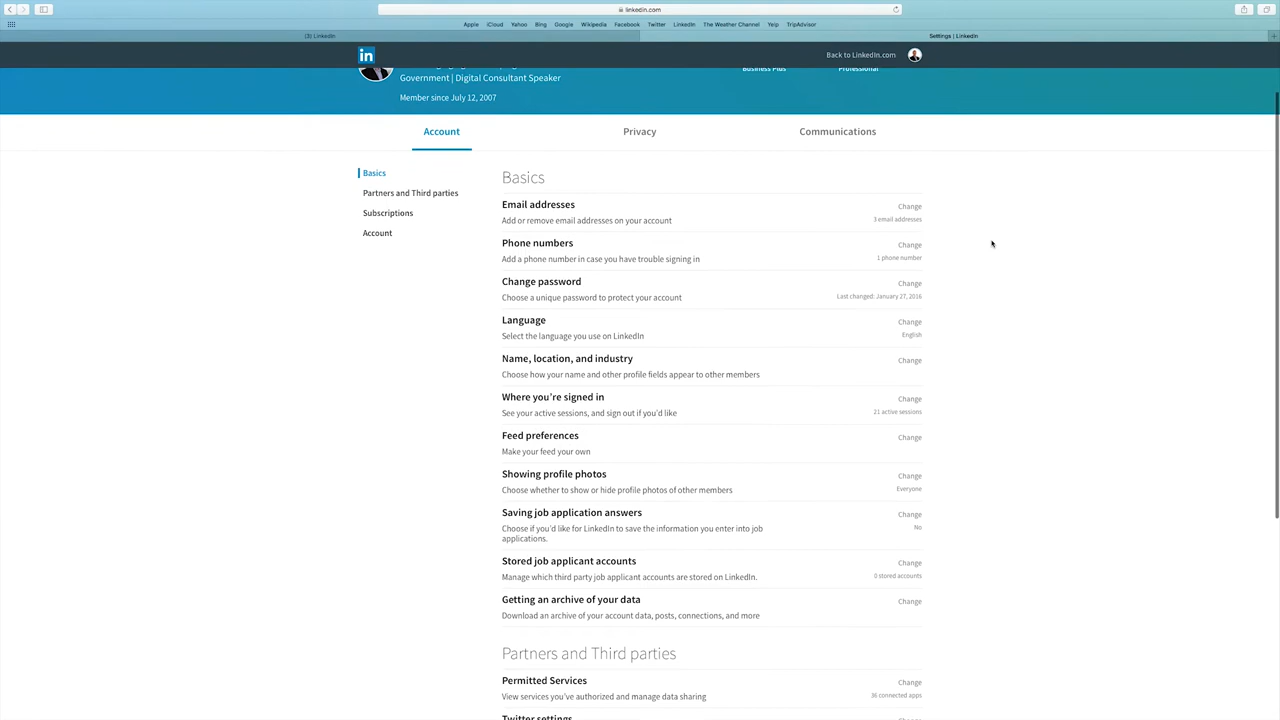 linkedin.com
Apple iCloud Yahoo Bing Google Wikipedia Facebook Twitter LinkedIn The Weather Channel Yelp TripAdvisor
(3) LinkedIn
Settings | LinkedIn
in
Back to LinkedIn.com
Business Plus
Professional
Government | Digital Consultant Speaker
Member since July 12, 2007
Account
Privacy
Communications
Basics
Partners and Third parties
Subscriptions
Account
Basics
Email addresses
Change
Add or remove email addresses on your account
3 email addresses
Phone numbers
Change
Add a phone number in case you have trouble signing in
1 phone number
Change password
Change
Choose a unique password to protect your account
Last changed: January 27, 2016
Language
Change
Select the language you use on LinkedIn
English
Name, location, and industry
Change
Choose how your name and other profile fields appear to other members
Where you're signed in
Change
See your active sessions, and sign out if you'd like
21 active sessions
Feed preferences
Change
Make your feed your own
Showing profile photos
Change
Choose whether to show or hide profile photos of other members
Everyone
Saving job application answers
Change
Choose if you'd like for LinkedIn to save the information you enter into job
applications.
No
Stored job applicant accounts
Change
Manage which third party job applicant accounts are stored on LinkedIn.
0 stored accounts
Getting an archive of your data
Change
Download an archive of your account data, posts, connections, and more
Partners and Third parties
Permitted Services
Change
View services you've authorized and manage data sharing
36 connected apps
Twitter settings